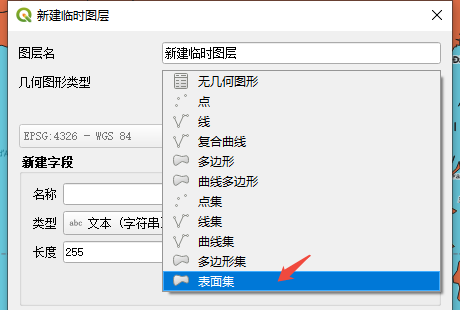 新建临时图层
图层名 新建临时图层
几何图形类型
无几何图形
点
线
复合曲线
多边形
曲线多边形
点集
线集
曲线集
多边形集
表面集
EPSG:4326 - WGS 84
新建字段
名称
类型 abc 文本 (字符串)
长度 255